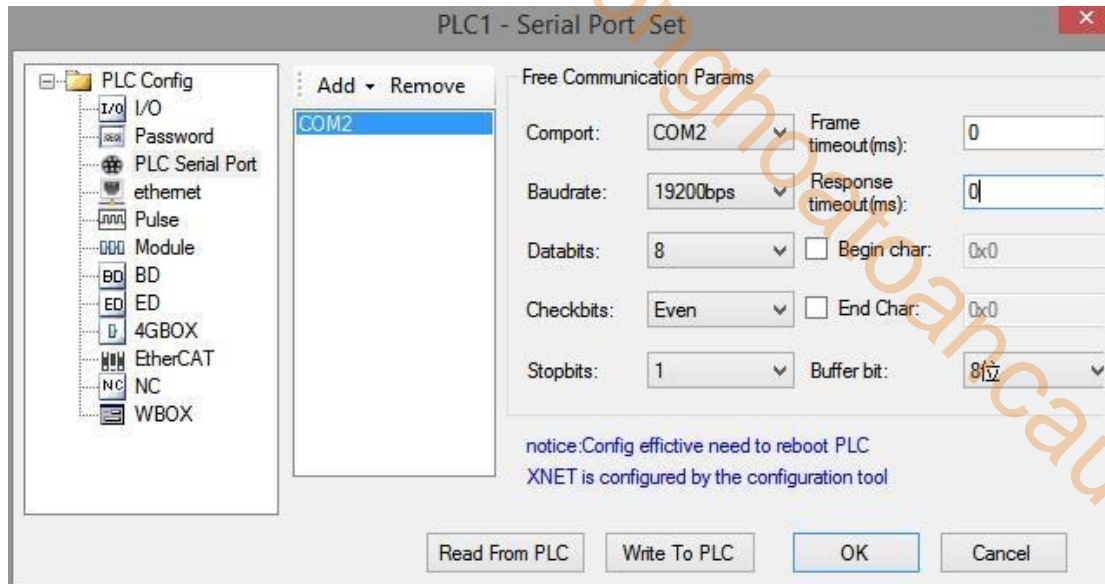 PLC1 - Serial Port Set
PLC Config
I/O I/O
Password
PLC Serial Port
ethernet
Pulse
Module
BD BD
ED ED
4GBOX
EtherCAT
NC NC
WBOX
Add Remove
COM2
Free Communication Params
Comport: COM2
Frame
timeout(ms): 0
Baudrate: 19200bps
Response
timeout(ms): 0
Databits: 8
Begin char: 0x0
Checkbits: Even
End Char: 0x0
Stopbits: 1
Buffer bit: 8位
notice:Config effictive need to reboot PLC
XNET is configured by the configuration tool
Read From PLC Write To PLC OK Cancel